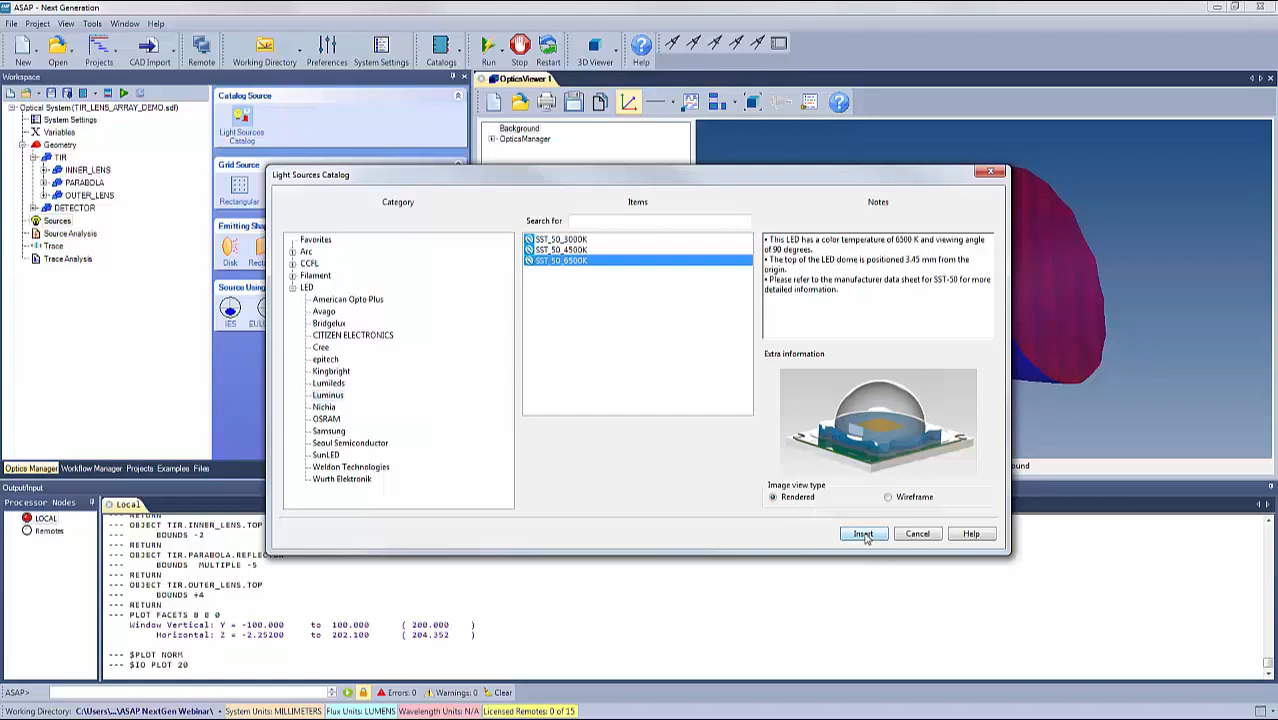 ASAP - Next Generation
File Project View Tools Window Help
New Open Projects CAD Import Remote Working Directory Preferences System Settings Catalogs Run Stop Restart 3D Viewer Help
Workspace
OpticsViewer 1
Optical System (TIR_LENS_ARRAY_DEMO.sdf)
System Settings
Variables
Geometry
TIR
INNER_LENS
PARABOLA
OUTER_LENS
DETECTOR
Sources
Source Analysis
Trace
Trace Analysis
Catalog Source
Light Sources
Catalog
Grid Source
Rectangular
Emitting Sha
Disk
Source Using
IES
Background
OpticsManager
Light Sources Catalog
Category
Items
Notes
Search for
Favorites
Arc
CCFL
Filament
LED
American Opto Plus
Avago
Bridgelux
CITIZEN ELECTRONICS
Cree
epitech
Kingbright
Lumileds
Luminus
Nichia
OSRAM
Samsung
Seoul Semiconductor
SunLED
Weldon Technologies
Wurth Elektronik
SST_50_3000K
SST_50_4500K
SST_50_6500K
• This LED has a color temperature of 6500 K and viewing angle
of 90 degrees.
• The top of the LED dome is positioned 3.45 mm from the
origin.
• Please refer to the manufacturer data sheet for SST-50 for more
detailed information.
Extra information
Image view type
Rendered Wireframe
Insert Cancel Help
Optics Manager Workflow Manager Projects Examples Files
Output/Input
Processor Nodes
LOCAL
Remotes
Local
--- RETURN
--- OBJECT TIR.INNER_LENS.TOP
BOUNDS -2
--- RETURN
--- OBJECT TIR.PARABOLA.REFLECTOR
BOUNDS MULTIPLE -5
--- RETURN
--- OBJECT TIR.OUTER_LENS.TOP
BOUNDS +4
--- RETURN
--- PLOT FACETS 8 8 0
Window Vertical: Y = -100.000 to 100.000 ( 200.000 )
Horizontal: Z = -2.25200 to 202.100 ( 204.352 )
--- $PLOT NORM
--- $IO PLOT 20
ASAP> Errors: 0 Warnings: 0 Clear
Working Directory: C:\Users\...\ASAP NextGen Webinar\ System Units: MILLIMETERS Flux Units: LUMENS Wavelength Units: N/A Licensed Remotes: 0 of 15